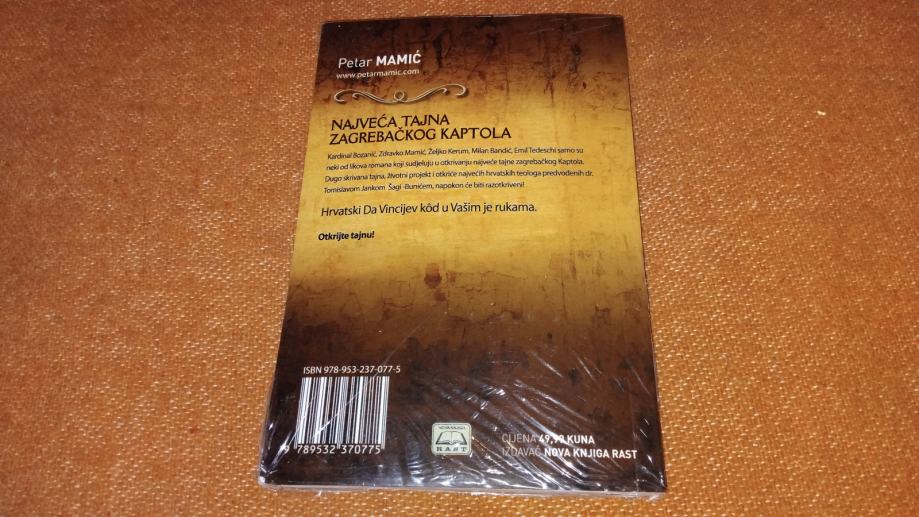 Petar MAMIĆ
www.petarmamic.com
NAJVEĆA TAJNA
ZAGREBAČKOG KAPTOLA
Kardinal Bozanić, Zdravko Mamić, Željko Kerum, Milan Bandić, Emil Tedeschi samo su
neki od likova romana koji sudjeluju u otkrivanju najveće tajne zagrebačkog Kaptola.
Dugo skrivana tajna, životni projekt i otkriće najvećih hrvatskih teologa predvođenih dr.
Tomislavom Jankom Šagi -Bunićem, napokon će biti razotkriveni!
Hrvatski Da Vincijev kôd u Vašim je rukama.
Otkrijte tajnu!
ISBN 978-953-237-077-5
9 789532 370775
NOVA KNJIGA
RAST
CIJENA 49,90 KUNA
IZDAVAČ NOVA KNJIGA RAST